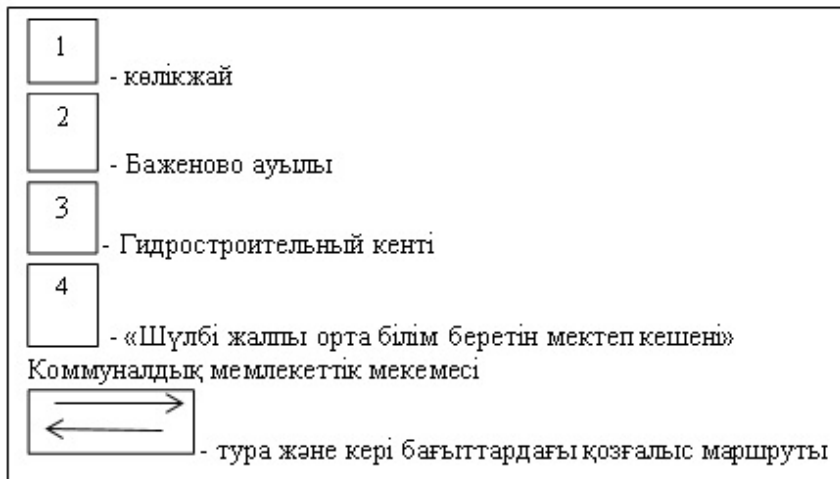 1
- көлікжай
2
- Баженово ауылы
3
- Гидростроительный кенті
4
- «Шүлбі жалпы орта білім беретін мектеп кешені»
Коммуналдық мемлекеттік мекемесі
- тура және кері бағыттардағы қозғалыс маршруты